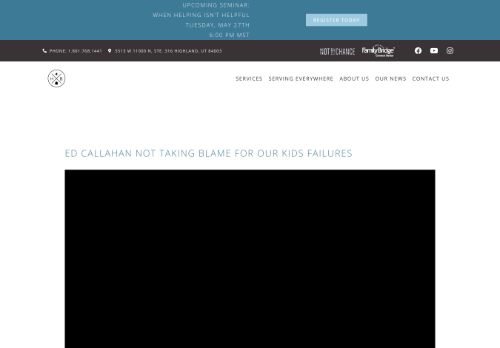 UPCOMING SEMINAR:
WHEN HELPING ISN'T HELPFUL
TUESDAY, MAY 27TH
6:00 PM MST
REGISTER TODAY
PHONE: 1.801.768.1441
5513 W 11000 N, STE. 316 HIGHLAND, UT 84003
NOT BY CHANCE
FamilyBridge
SERVICES
SERVING EVERYWHERE
ABOUT US
OUR NEWS
CONTACT US
ED CALLAHAN NOT TAKING BLAME FOR OUR KIDS FAILURES